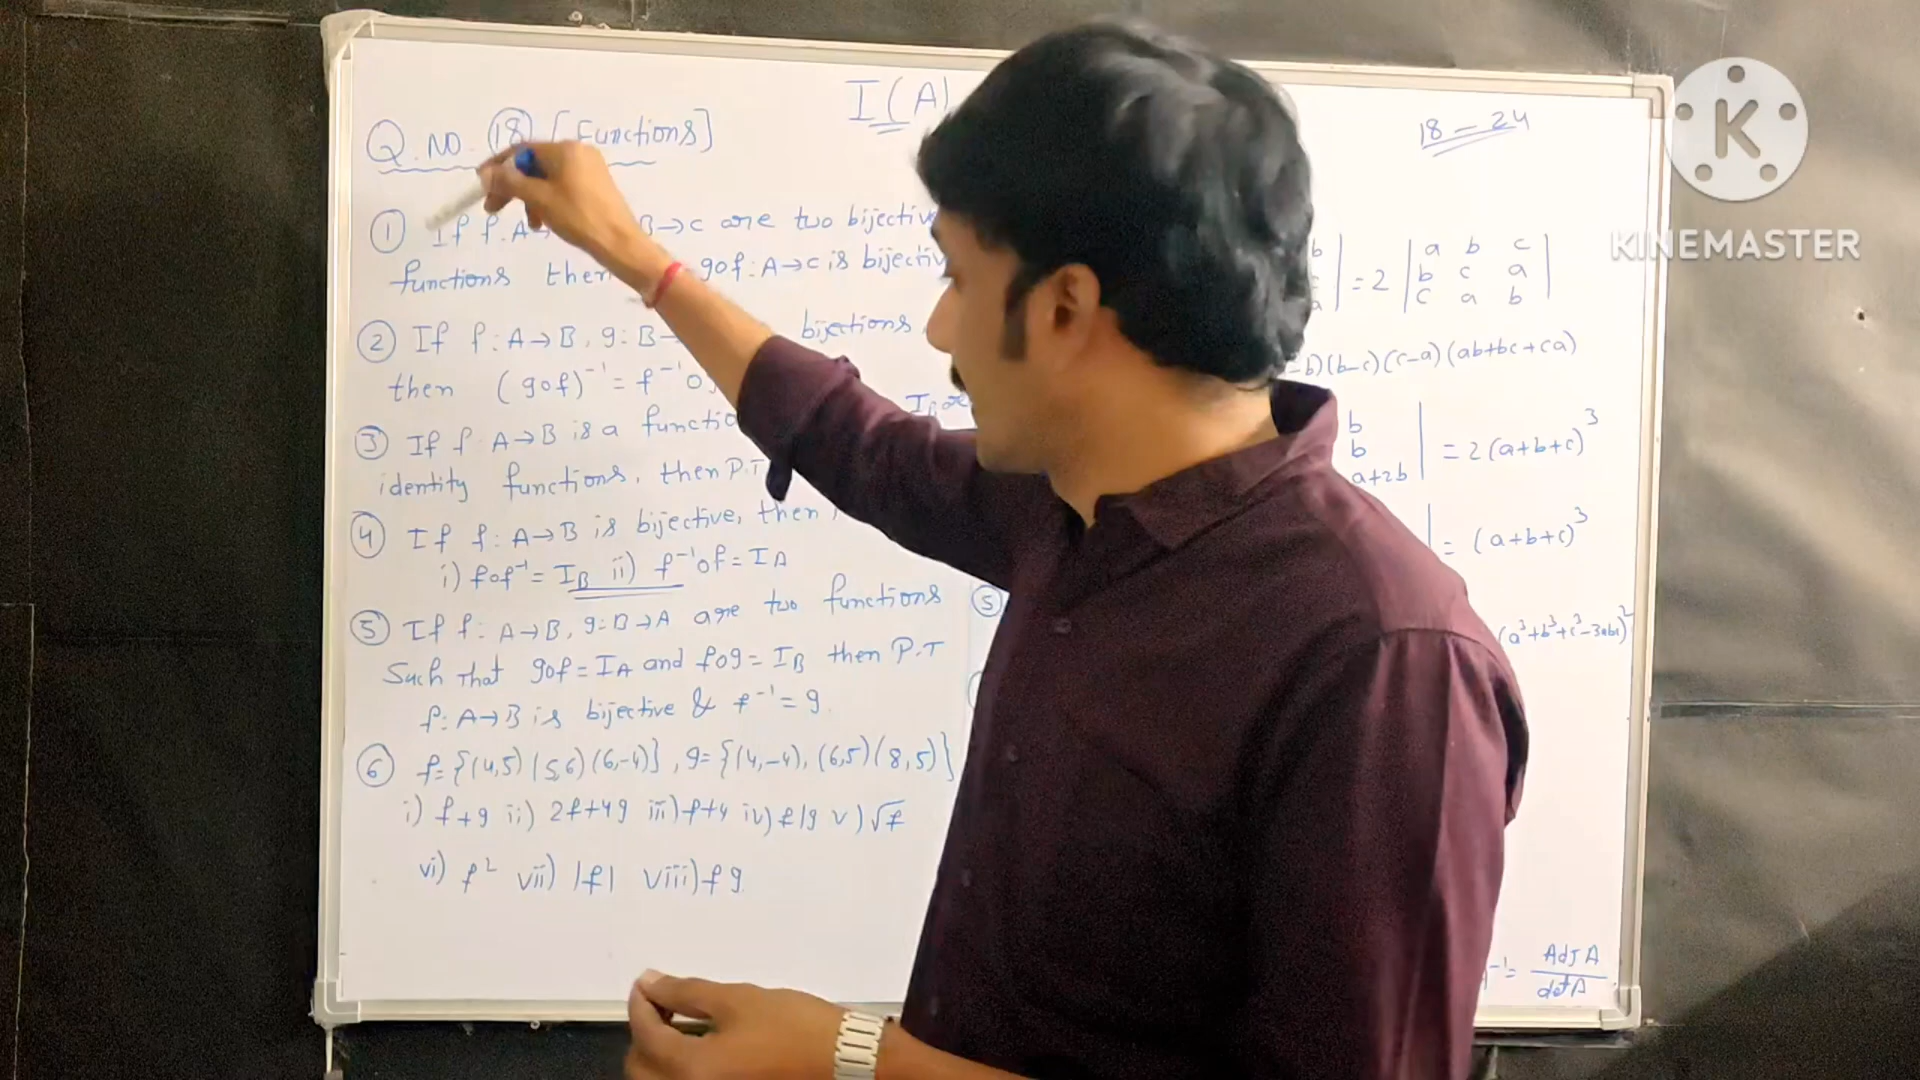 I (A)
Q. NO. 18 [Functions]
18 - 24
KINEMASTER
① If f: A→ B→C are two bijective
functions then gof: A→C is bijective
② If f: A→B, g: B→ bijections
then (gof)⁻¹ = f⁻¹o
③ If f: A→B is a function
identity functions, then P.T
④ If f: A→B is bijective, then
i) fof⁻¹ = I_B ii) f⁻¹of = I_A
⑤ If f: A→B, g: B→A are two functions
Such that gof = I_A and fog = I_B then P.T
f: A→B is bijective & f⁻¹ = g.
⑥ f= {(4,5) (5,6) (6,-4)}, g= {(4,-4), (6,5) (8,5)}
i) f+g ii) 2f+4g iii) f+4 iv) f/g v) √f
vi) f² vii) |f| viii) fg.
b | = 2 | a b c
c | b c a
a | c a b |
-b)(b-c)(c-a)(ab+bc+ca)
b
b | = 2(a+b+c)³
a+2b
= (a+b+c)³
⑤
(a³+b³+c³-3abc)²
⁻¹ = Adj A
det A